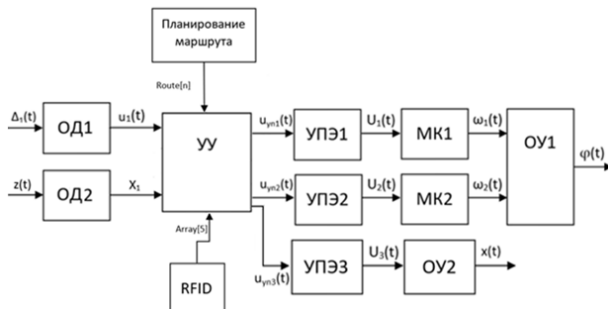 Планирование
маршрута
Route[n]
Δ₁(t)
ОД1
u₁(t)
z(t)
ОД2
X₁
УУ
Array[5]
RFID
uуп1(t)
УПЭ1
U₁(t)
МК1
ω₁(t)
ОУ1
φ(t)
uуп2(t)
УПЭ2
U₂(t)
МК2
ω₂(t)
uуп3(t)
УПЭ3
U₃(t)
ОУ2
x(t)